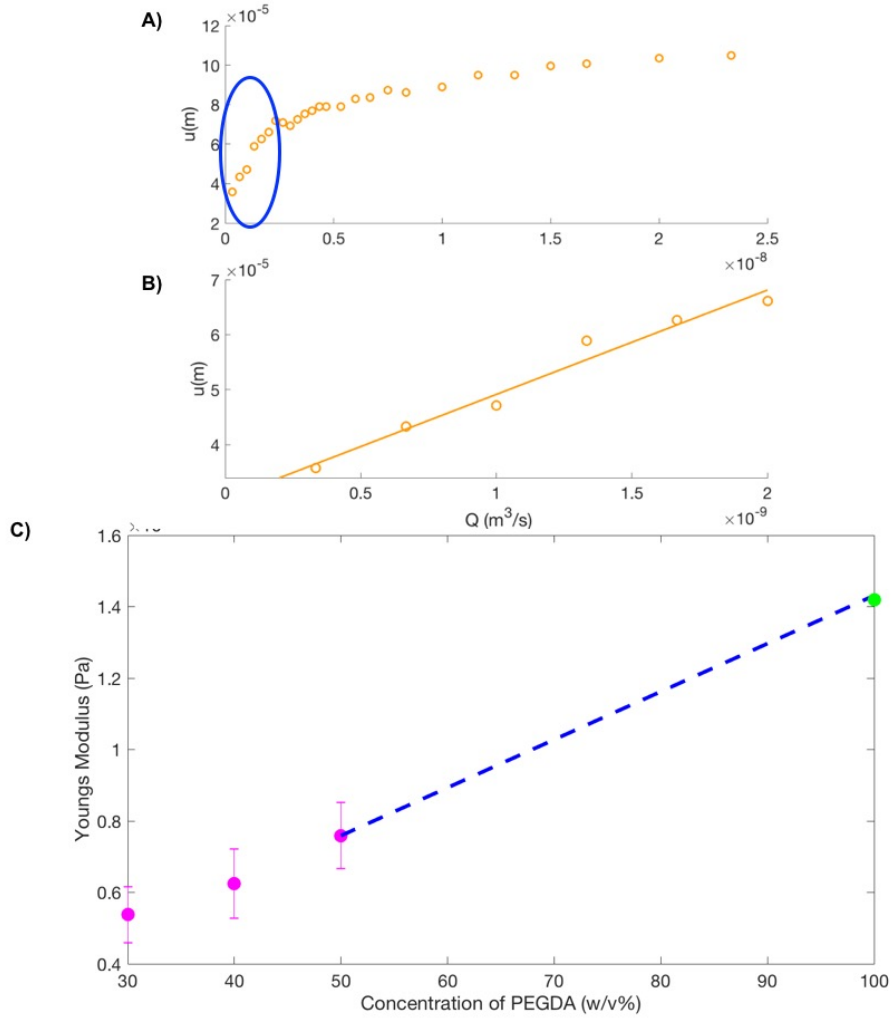 A)
×10⁻⁵
12
10
8
6
4
2
u(m)
0 0.5 1 1.5 2 2.5
×10⁻⁸
B)
×10⁻⁵
7
6
5
4
u(m)
0 0.5 1 1.5 2
Q (m³/s)
×10⁻⁹
C)
1.6
1.4
1.2
1
0.8
0.6
0.4
Youngs Modulus (Pa)
30 40 50 60 70 80 90 100
Concentration of PEGDA (w/v%)